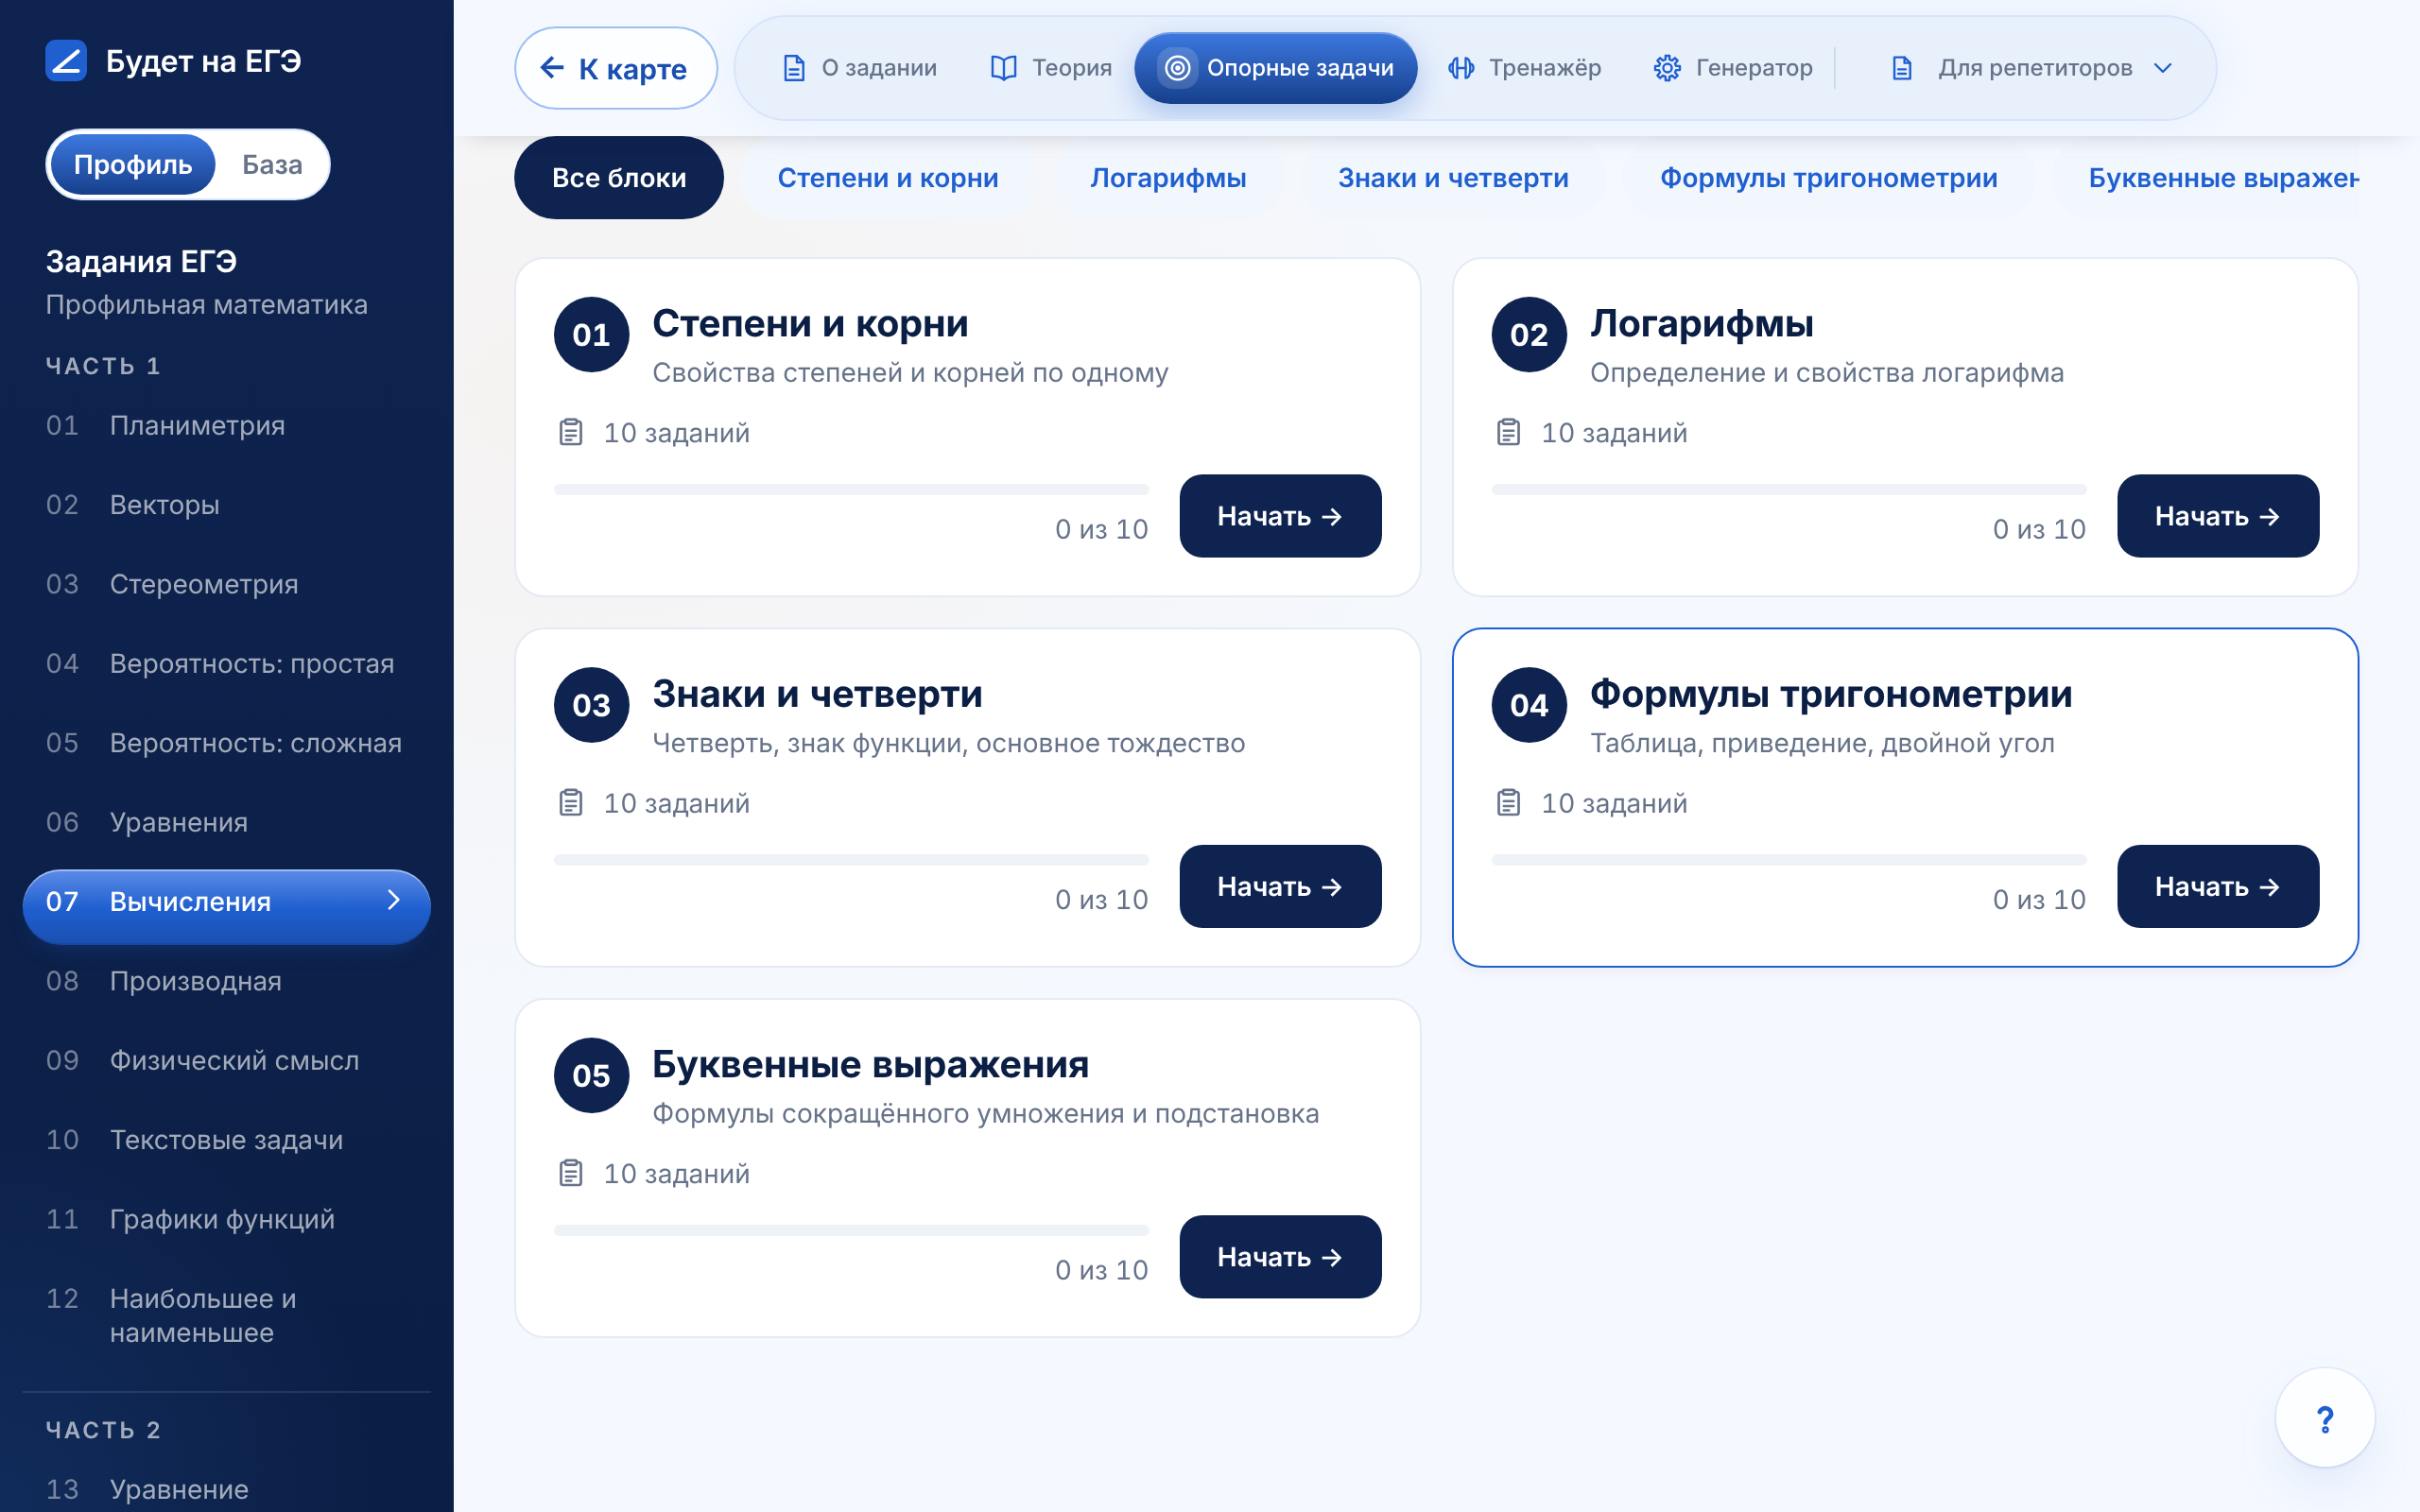 Будет на ЕГЭ
Профиль База
Задания ЕГЭ
Профильная математика
ЧАСТЬ 1
01 Планиметрия
02 Векторы
03 Стереометрия
04 Вероятность: простая
05 Вероятность: сложная
06 Уравнения
07 Вычисления
08 Производная
09 Физический смысл
10 Текстовые задачи
11 Графики функций
12 Наибольшее и
наименьшее
ЧАСТЬ 2
13 Уравнение
← К карте
О задании Теория Опорные задачи Тренажёр Генератор Для репетиторов
Все блоки Степени и корни Логарифмы Знаки и четверти Формулы тригонометрии Буквенные
01 Степени и корни
Свойства степеней и корней по одному
10 заданий
0 из 10
Начать →
02 Логарифмы
Определение и свойства логарифма
10 заданий
0 из 10
Начать →
03 Знаки и четверти
Четверть, знак функции, основное тождество
10 заданий
0 из 10
Начать →
04 Формулы тригонометрии
Таблица, приведение, двойной угол
10 заданий
0 из 10
Начать →
05 Буквенные выражения
Формулы сокращённого умножения и подстановка
10 заданий
0 из 10
Начать →
?